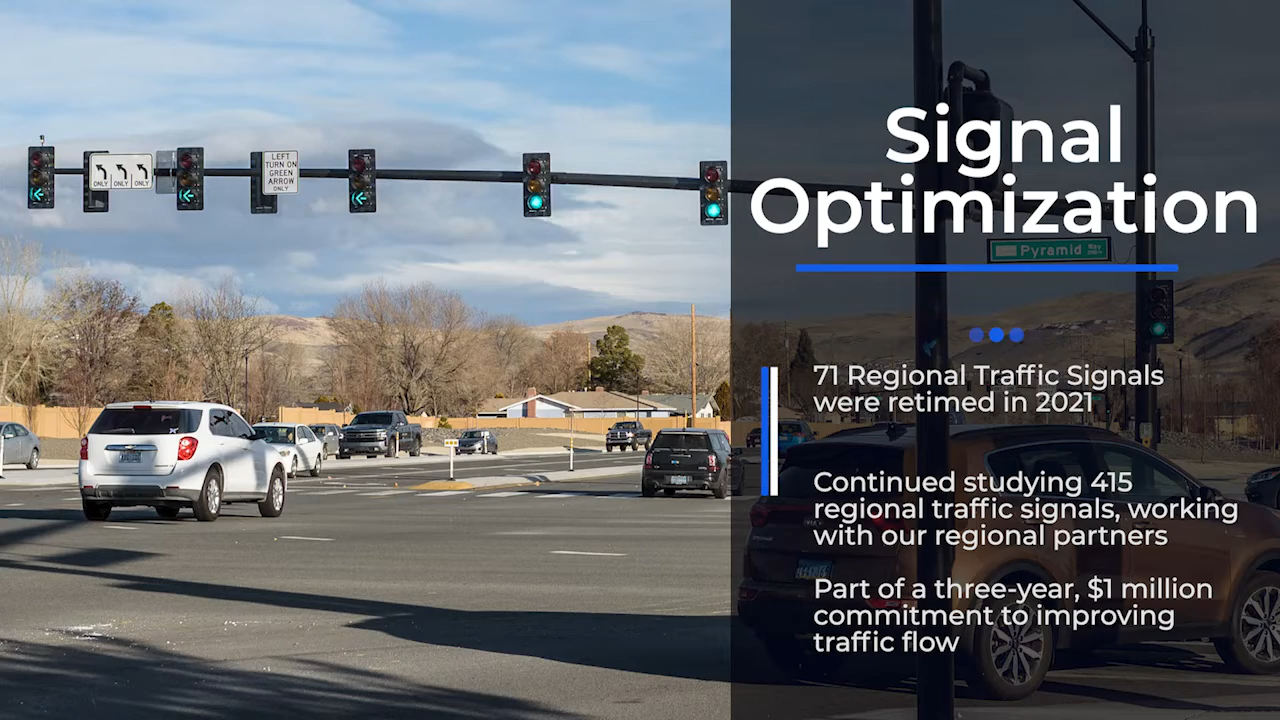 ONLY ONLY ONLY
LEFT
TURN ON
GREEN
ARROW
ONLY
Signal
Optimization
Pyramid Way
71 Regional Traffic Signals
were retimed in 2021
Continued studying 415
regional traffic signals, working
with our regional partners
Part of a three-year, $1 million
commitment to improving
traffic flow